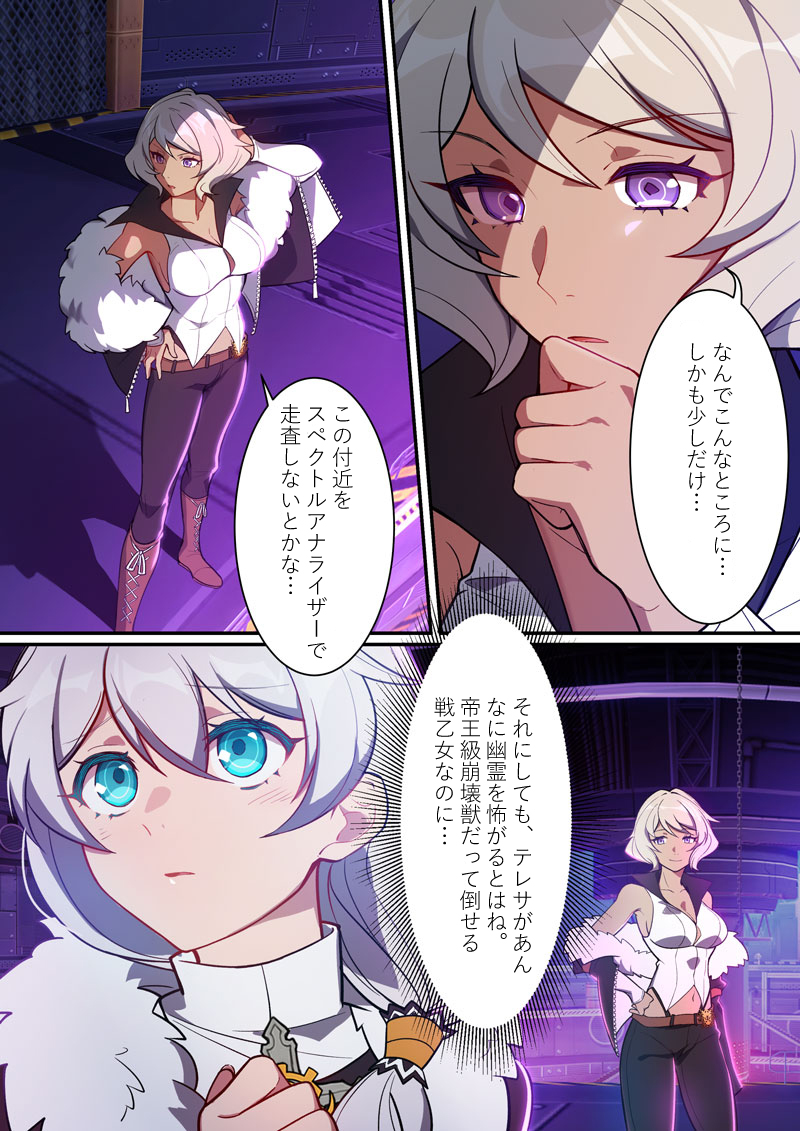 なんでこんなところに…
しかも少しだけ…
この付近を
スペクトルアナライザーで
走査しないとかな…
それにしても、テレサがあん
なに幽霊を怖がるとはね。
帝王級崩壊獣だって倒せる
戦乙女なのに…